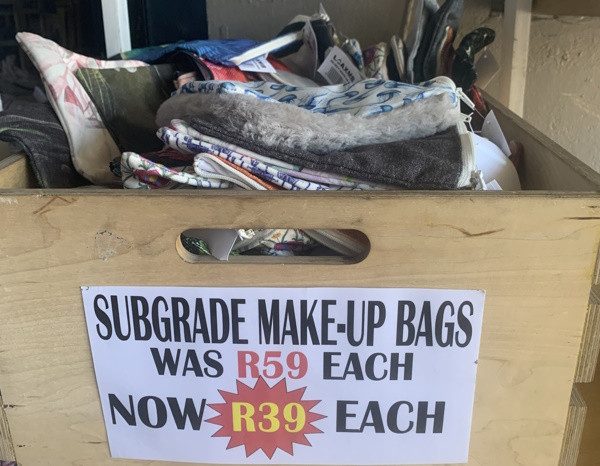 SUBGRADE MAKE-UP BAGS
WAS R59 EACH
NOW R39 EACH